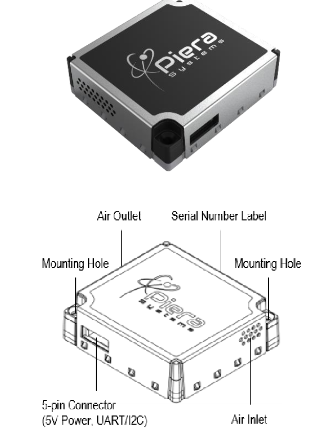 Piera
Systems
Air Outlet
Serial Number Label
Mounting Hole
Mounting Hole
Piera
Systems
5-pin Connector
(5V Power, UART/I2C)
Air Inlet